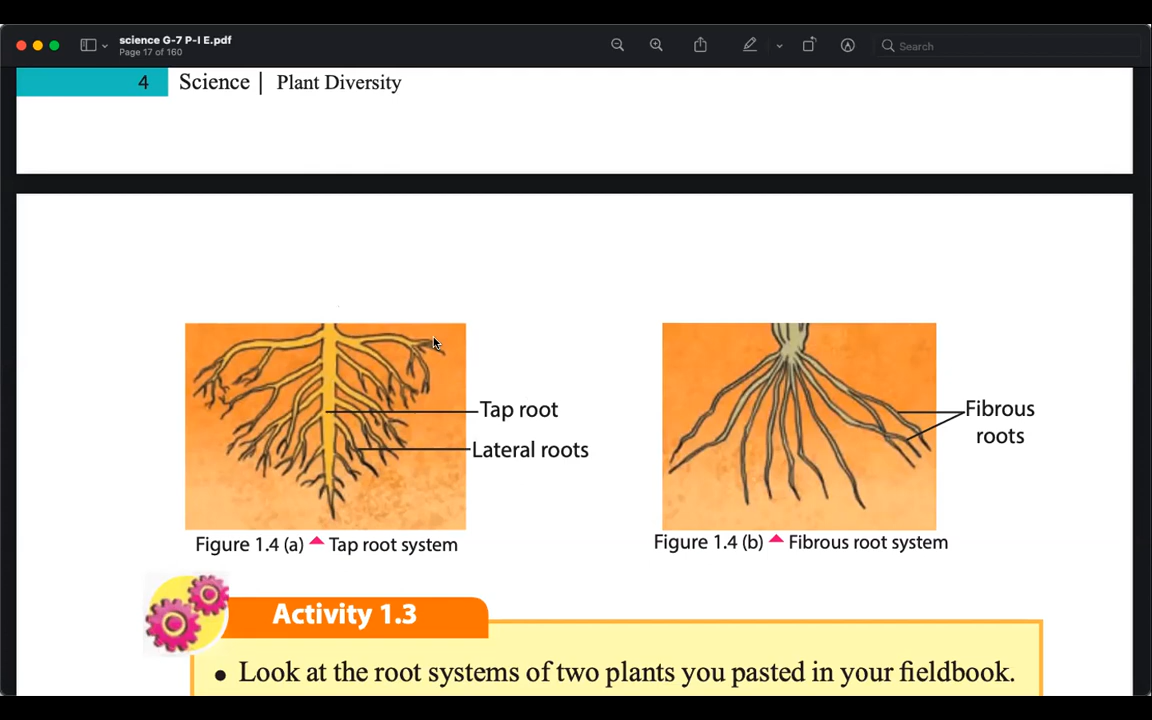 science G-7 P-I E.pdf
Page 17 of 160
Search
4 Science | Plant Diversity
Tap root
Lateral roots
Fibrous
roots
Figure 1.4 (a) Tap root system
Figure 1.4 (b) Fibrous root system
Activity 1.3
• Look at the root systems of two plants you pasted in your fieldbook.